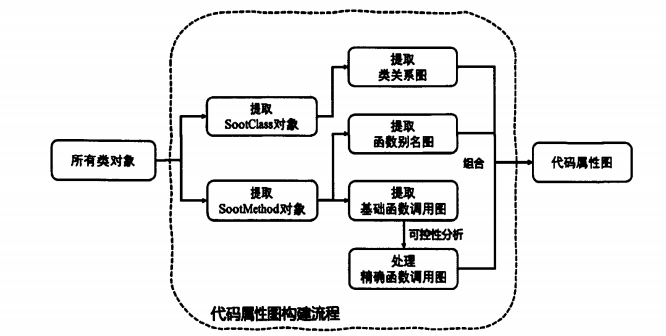 提取
类关系图
提取
SootClass对象
提取
函数别名图
所有类对象
组合
代码属性图
提取
SootMethod对象
提取
基础函数调用图
可控性分析
处理
精确函数调用图
代码属性图构建流程